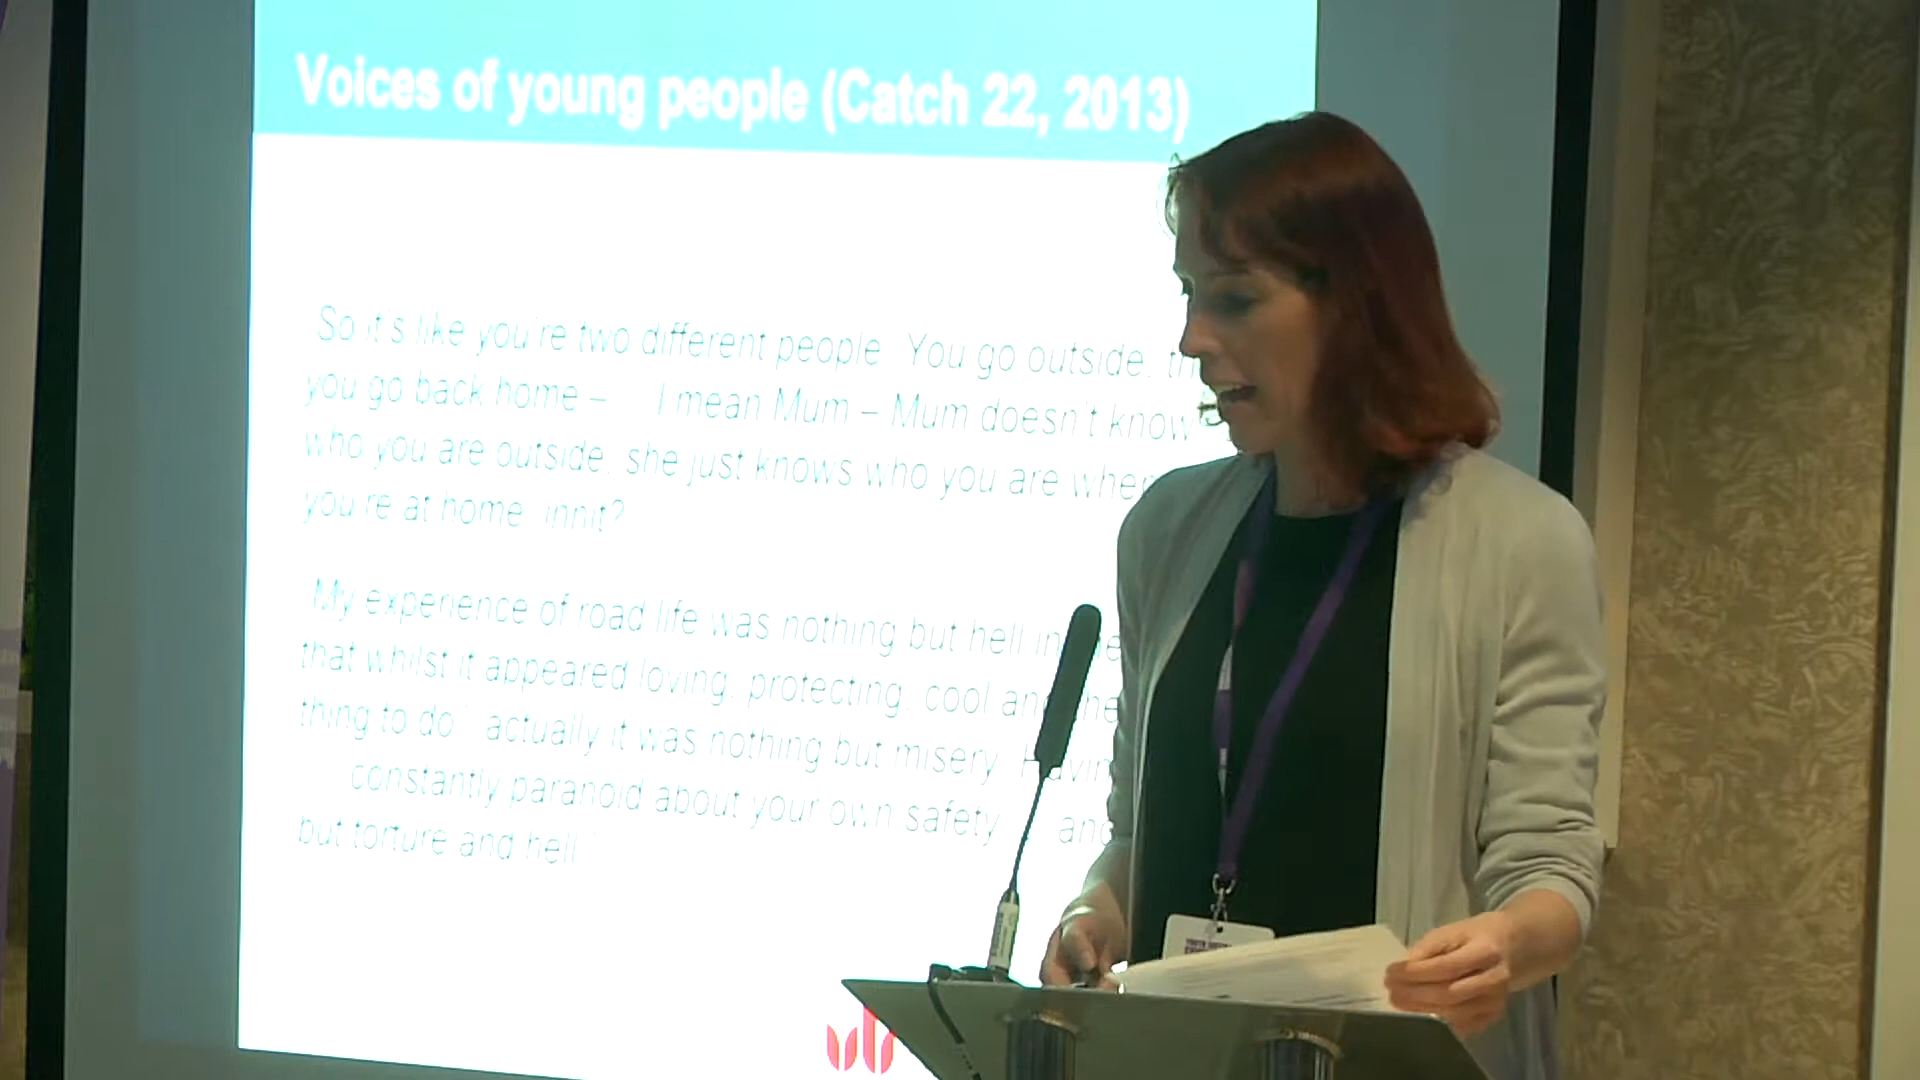 Voices of young people (Catch 22, 2013)
So it's like you're two different people. You go outside,
you go back home – I mean Mum – Mum doesn't know
who you are outside, she just knows who you are when
you're at home, innit?
My experience of road life was nothing but hell in
that whilst it appeared loving, protecting, cool and
thing to do' actually it was nothing but misery.
constantly paranoid about your own safety and
but torture and hell